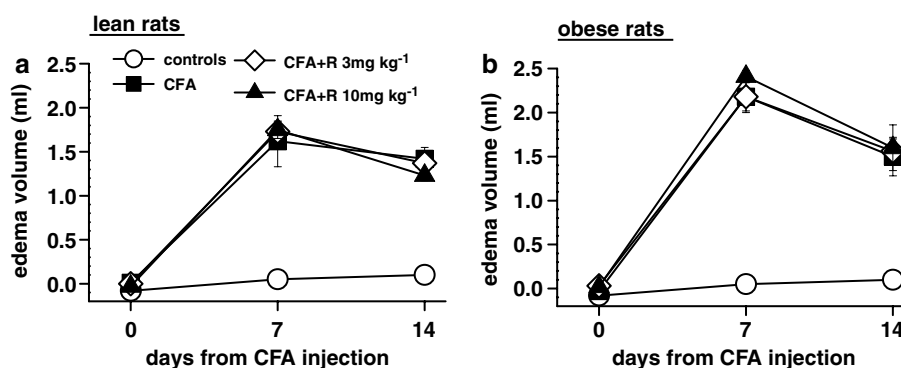 lean rats
obese rats
a
controls
CFA
CFA+R 3mg kg⁻¹
CFA+R 10mg kg⁻¹
edema volume (ml)
2.5
2.0
1.5
1.0
0.5
0.0
0 7 14
days from CFA injection
b
edema volume (ml)
2.5
2.0
1.5
1.0
0.5
0.0
0 7 14
days from CFA injection